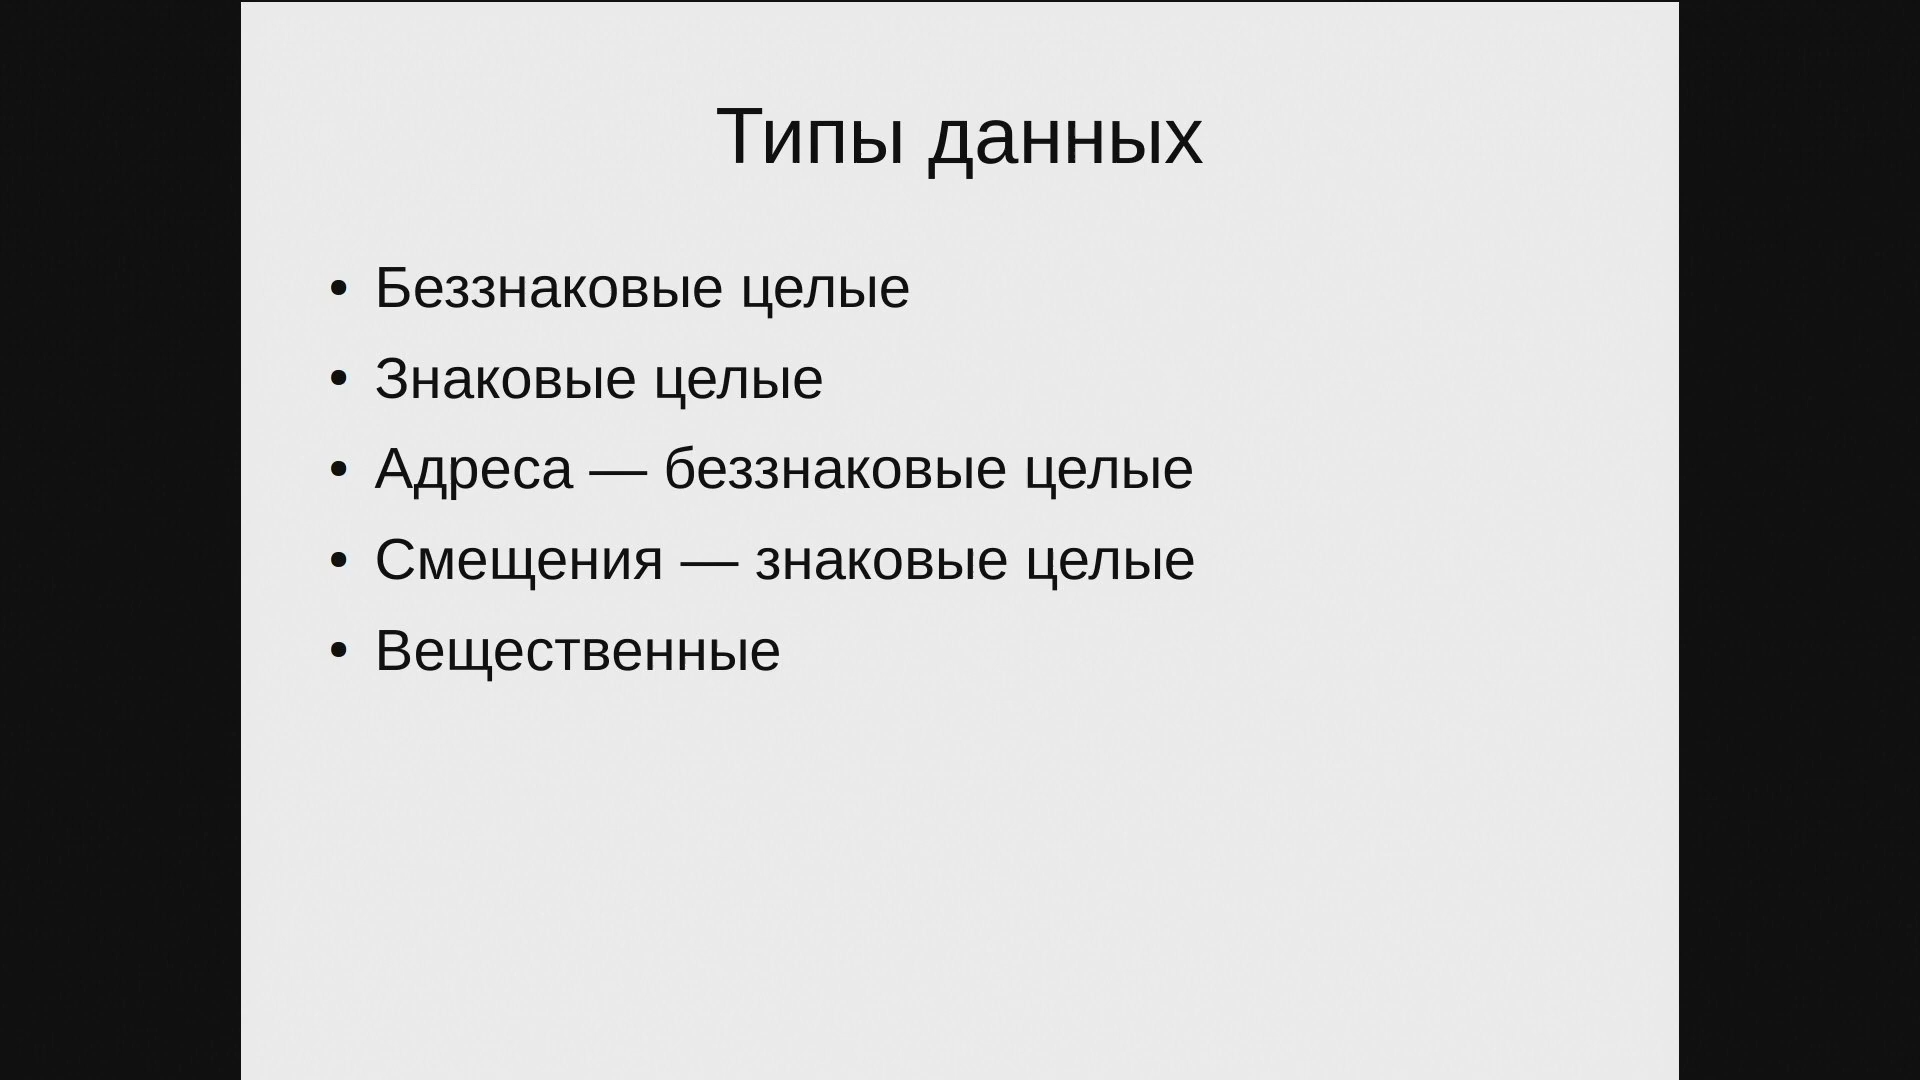 Типы данных
• Беззнаковые целые
• Знаковые целые
• Адреса — беззнаковые целые
• Смещения — знаковые целые
• Вещественные